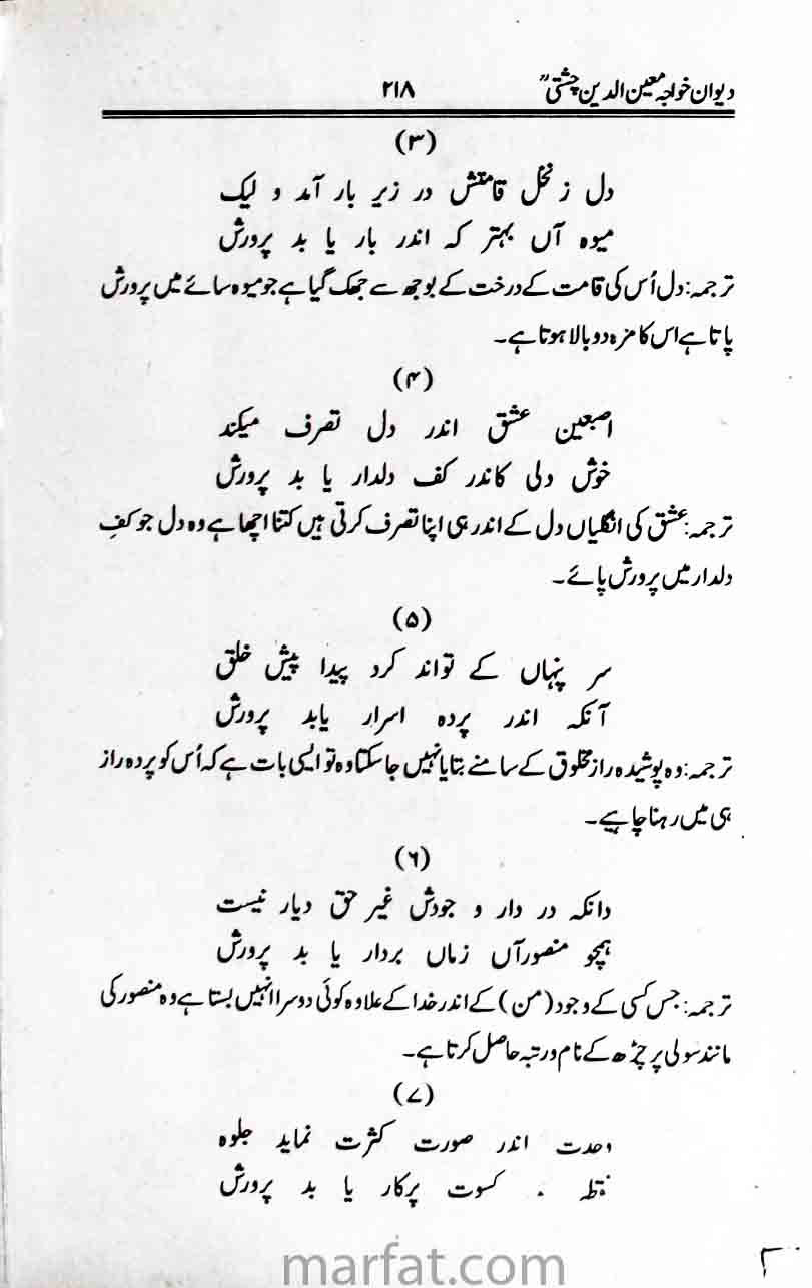 دیوان خواجہ معین الدین چشتیؒ ۲۱۸
(۳)
دل ز نخل قامتش در زیر بار آمد و لیک
میوہ آں بہتر کہ اندر بار یا بد پرورش
ترجمہ: دل اُس کی قامت کے درخت کے بوجھ سے جھک گیا ہے جو میوہ سائے میں پرورش
پاتا ہے اس کا مزہ دوبالا ہوتا ہے۔
(۴)
اصبعین عشق اندر دل تصرف میکند
خوش دلی کاندر کف دلدار یا بد پرورش
ترجمہ: عشق کی انگلیاں دل کے اندر ہی اپنا تصرف کرتی ہیں کتنا اچھا ہے وہ دل جو کفِ
دلدار میں پرورش پائے۔
(۵)
سر پنہاں کے تواند کرد پیدا پیش خلق
آنکہ اندر پردہ اسرار یابد پرورش
ترجمہ: وہ پوشیدہ راز مخلوق کے سامنے بتایا نہیں جا سکتا وہ تو ایسی بات ہے کہ اُس کو پردہ راز
ہی میں رہنا چاہیے۔
(۶)
دانکہ در دار و جودش غیر حق دیار نیست
ہمچو منصور آں زماں بردار یا بد پرورش
ترجمہ: جس کسی کے وجود (من) کے اندر خدا کے علاوہ کوئی دوسرا انہیں بستا ہے وہ منصور کی
مانند سولی پر چڑھ کے نام ور تبہ حاصل کرتا ہے۔
(۷)
وحدت اندر صورت کثرت نماید جلوہ
کسوت پرکار یا بد پرورش
marfat.com